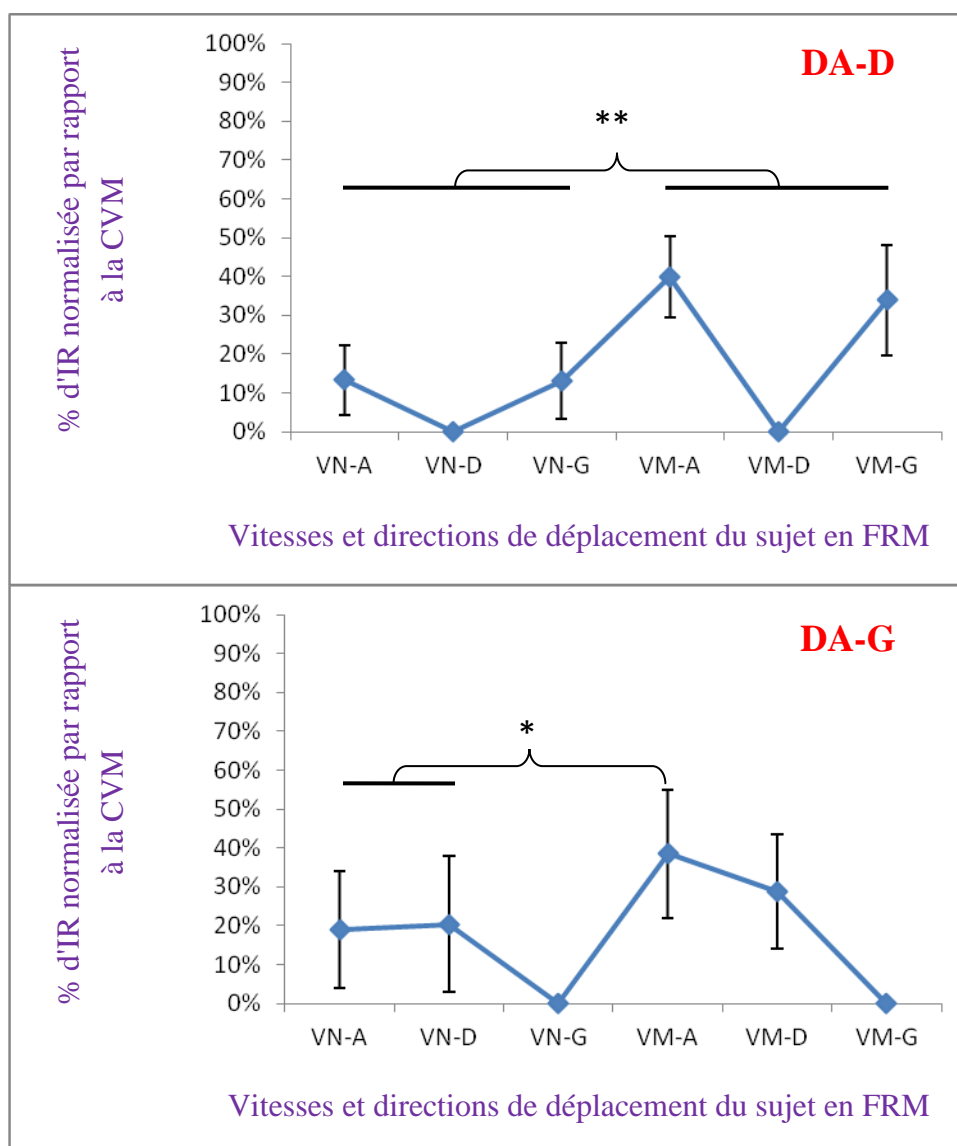 DA-D
% d'IR normalisée par rapport
à la CVM
100%
90%
80%
70%
60%
50%
40%
30%
20%
10%
0%
**
VN-A VN-D VN-G VM-A VM-D VM-G
Vitesses et directions de déplacement du sujet en FRM
DA-G
% d'IR normalisée par rapport
à la CVM
100%
90%
80%
70%
60%
50%
40%
30%
20%
10%
0%
*
VN-A VN-D VN-G VM-A VM-D VM-G
Vitesses et directions de déplacement du sujet en FRM